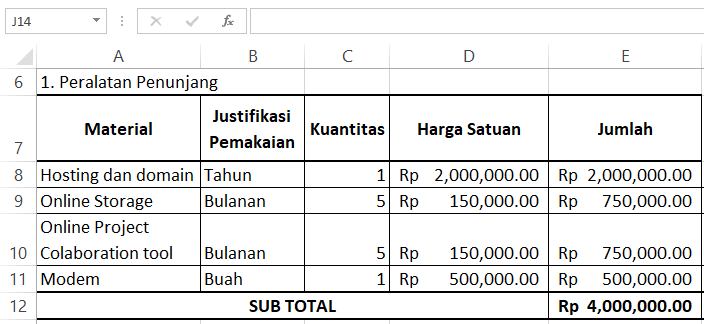 J14
fx
A B C D E
6 1. Peralatan Penunjang
7 Material Justifikasi Pemakaian Kuantitas Harga Satuan Jumlah
8 Hosting dan domain Tahun 1 Rp 2,000,000.00 Rp 2,000,000.00
9 Online Storage Bulanan 5 Rp 150,000.00 Rp 750,000.00
Online Project
10 Colaboration tool Bulanan 5 Rp 150,000.00 Rp 750,000.00
11 Modem Buah 1 Rp 500,000.00 Rp 500,000.00
12 SUB TOTAL Rp 4,000,000.00